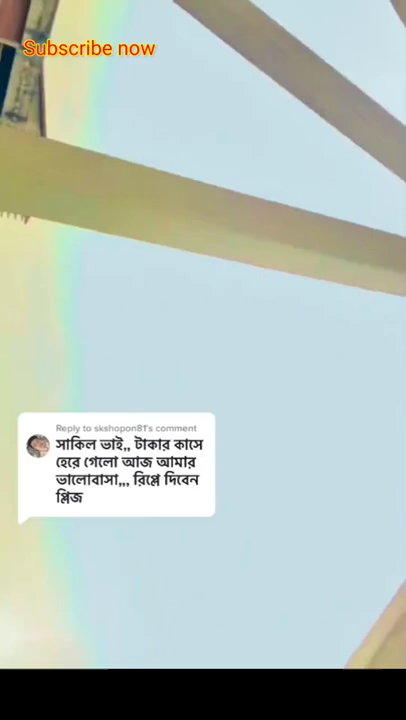 Subscribe now
Reply to skshopon81's comment
সাকিল ভাই,, টাকার কাসে
হেরে গেলো আজ আমার
ভালোবাসা,,, রিপ্লে দিবেন
প্লিজ